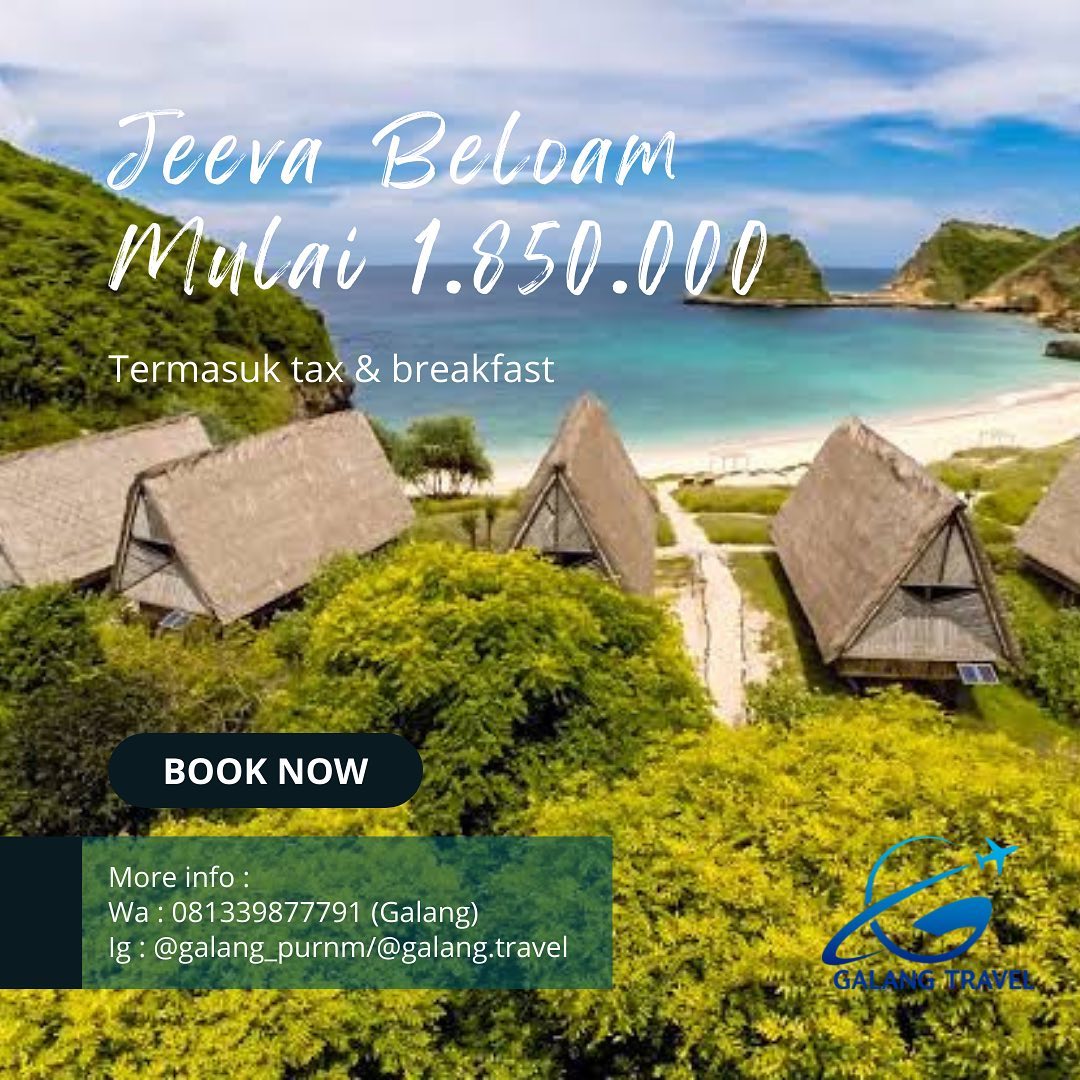 Jeeva Beloam
Mulai 1.850.000
Termasuk tax & breakfast
BOOK NOW
More info :
Wa : 081339877791 (Galang)
Ig : @galang_purnm/@galang.travel
GALANG TRAVEL